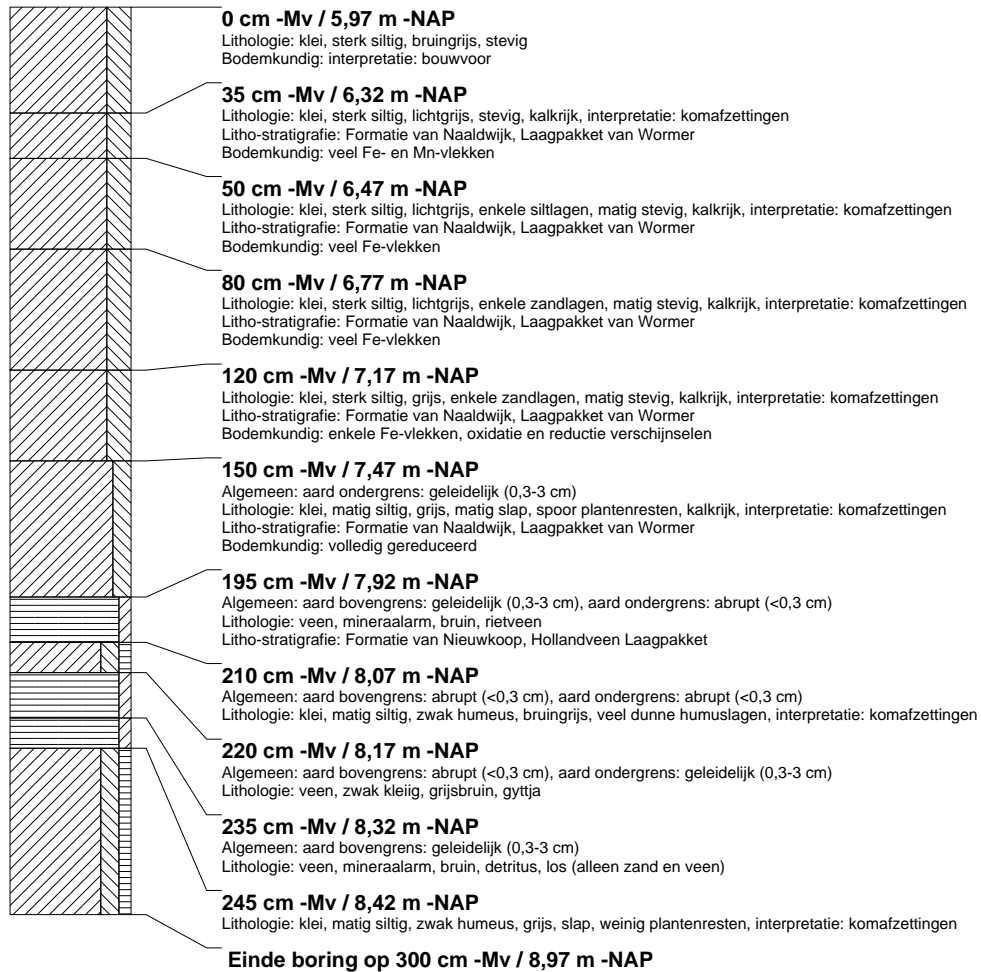 0 cm -Mv / 5,97 m -NAP
Lithologie: klei, sterk siltig, bruingrijs, stevig
Bodemkundig: interpretatie: bouwvoor
35 cm -Mv / 6,32 m -NAP
Lithologie: klei, sterk siltig, lichtgrijs, stevig, kalkrijk, interpretatie: komafzettingen
Litho-stratigrafie: Formatie van Naaldwijk, Laagpakket van Wormer
Bodemkundig: veel Fe- en Mn-vlekken
50 cm -Mv / 6,47 m -NAP
Lithologie: klei, sterk siltig, lichtgrijs, enkele siltlagen, matig stevig, kalkrijk, interpretatie: komafzettingen
Litho-stratigrafie: Formatie van Naaldwijk, Laagpakket van Wormer
Bodemkundig: veel Fe-vlekken
80 cm -Mv / 6,77 m -NAP
Lithologie: klei, sterk siltig, lichtgrijs, enkele zandlagen, matig stevig, kalkrijk, interpretatie: komafzettingen
Litho-stratigrafie: Formatie van Naaldwijk, Laagpakket van Wormer
Bodemkundig: veel Fe-vlekken
120 cm -Mv / 7,17 m -NAP
Lithologie: klei, sterk siltig, grijs, enkele zandlagen, matig stevig, kalkrijk, interpretatie: komafzettingen
Litho-stratigrafie: Formatie van Naaldwijk, Laagpakket van Wormer
Bodemkundig: enkele Fe-vlekken, oxidatie en reductie verschijnselen
150 cm -Mv / 7,47 m -NAP
Algemeen: aard ondergrens: geleidelijk (0,3-3 cm)
Lithologie: klei, matig siltig, grijs, matig slap, spoor plantenresten, kalkrijk, interpretatie: komafzettingen
Litho-stratigrafie: Formatie van Naaldwijk, Laagpakket van Wormer
Bodemkundig: volledig gereduceerd
195 cm -Mv / 7,92 m -NAP
Algemeen: aard bovengrens: geleidelijk (0,3-3 cm), aard ondergrens: abrupt (<0,3 cm)
Lithologie: veen, mineraalarm, bruin, rietveen
Litho-stratigrafie: Formatie van Nieuwkoop, Hollandveen Laagpakket
210 cm -Mv / 8,07 m -NAP
Algemeen: aard bovengrens: abrupt (<0,3 cm), aard ondergrens: abrupt (<0,3 cm)
Lithologie: klei, matig siltig, zwak humeus, bruingrijs, veel dunne humuslagen, interpretatie: komafzettingen
220 cm -Mv / 8,17 m -NAP
Algemeen: aard bovengrens: abrupt (<0,3 cm), aard ondergrens: geleidelijk (0,3-3 cm)
Lithologie: veen, zwak kleiig, grijsbruin, gyttja
235 cm -Mv / 8,32 m -NAP
Algemeen: aard bovengrens: geleidelijk (0,3-3 cm)
Lithologie: veen, mineraalarm, bruin, detritus, los (alleen zand en veen)
245 cm -Mv / 8,42 m -NAP
Lithologie: klei, matig siltig, zwak humeus, grijs, slap, weinig plantenresten, interpretatie: komafzettingen
Einde boring op 300 cm -Mv / 8,97 m -NAP